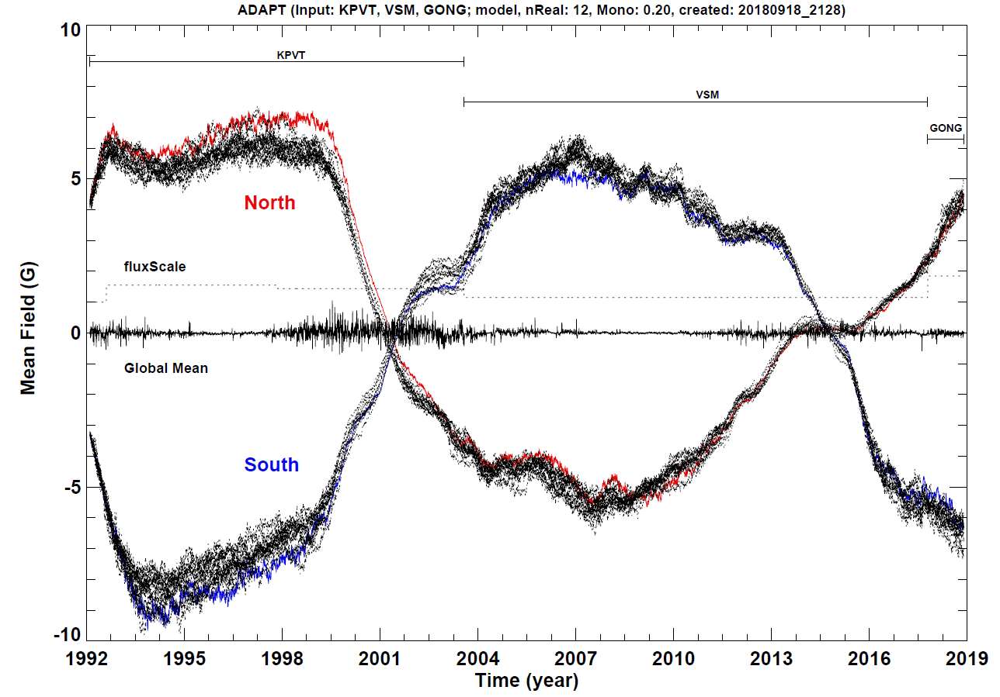 ADAPT (Input: KPVT, VSM, GONG; model, nReal: 12, Mono: 0.20, created: 20180918_2128)
10
KPVT
VSM
GONG
5
North
fluxScale
Mean Field (G)
0
Global Mean
South
-5
-10
1992 1995 1998 2001 2004 2007 2010 2013 2016 2019
Time (year)